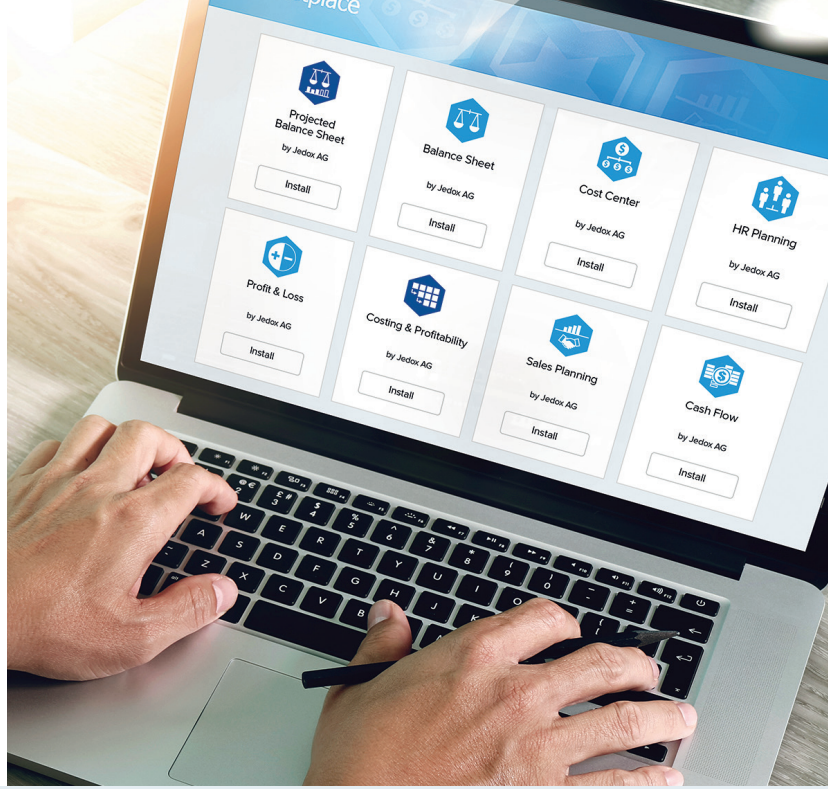 place
Projected
Balance Sheet
by Jedox AG
Install
Balance Sheet
by Jedox AG
Install
Cost Center
by Jedox AG
Install
HR Planning
by Jedox AG
Install
Profit & Loss
by Jedox AG
Install
Costing & Profitability
by Jedox AG
Install
Sales Planning
by Jedox AG
Install
Cash Flow
by Jedox AG
Install